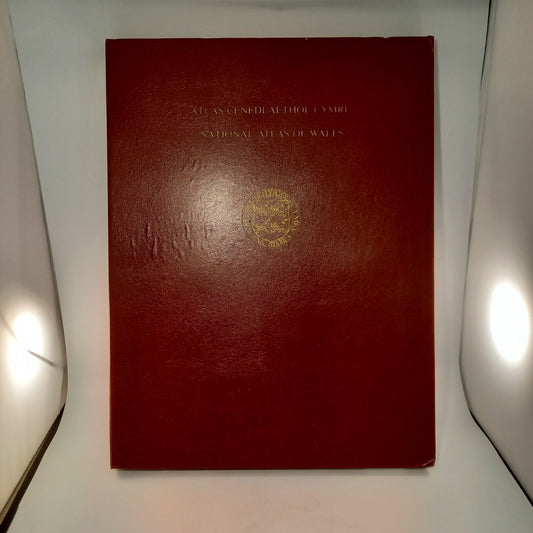 ATLAS CENEDLAETHOL CYMRU
NATIONAL ATLAS OF WALES